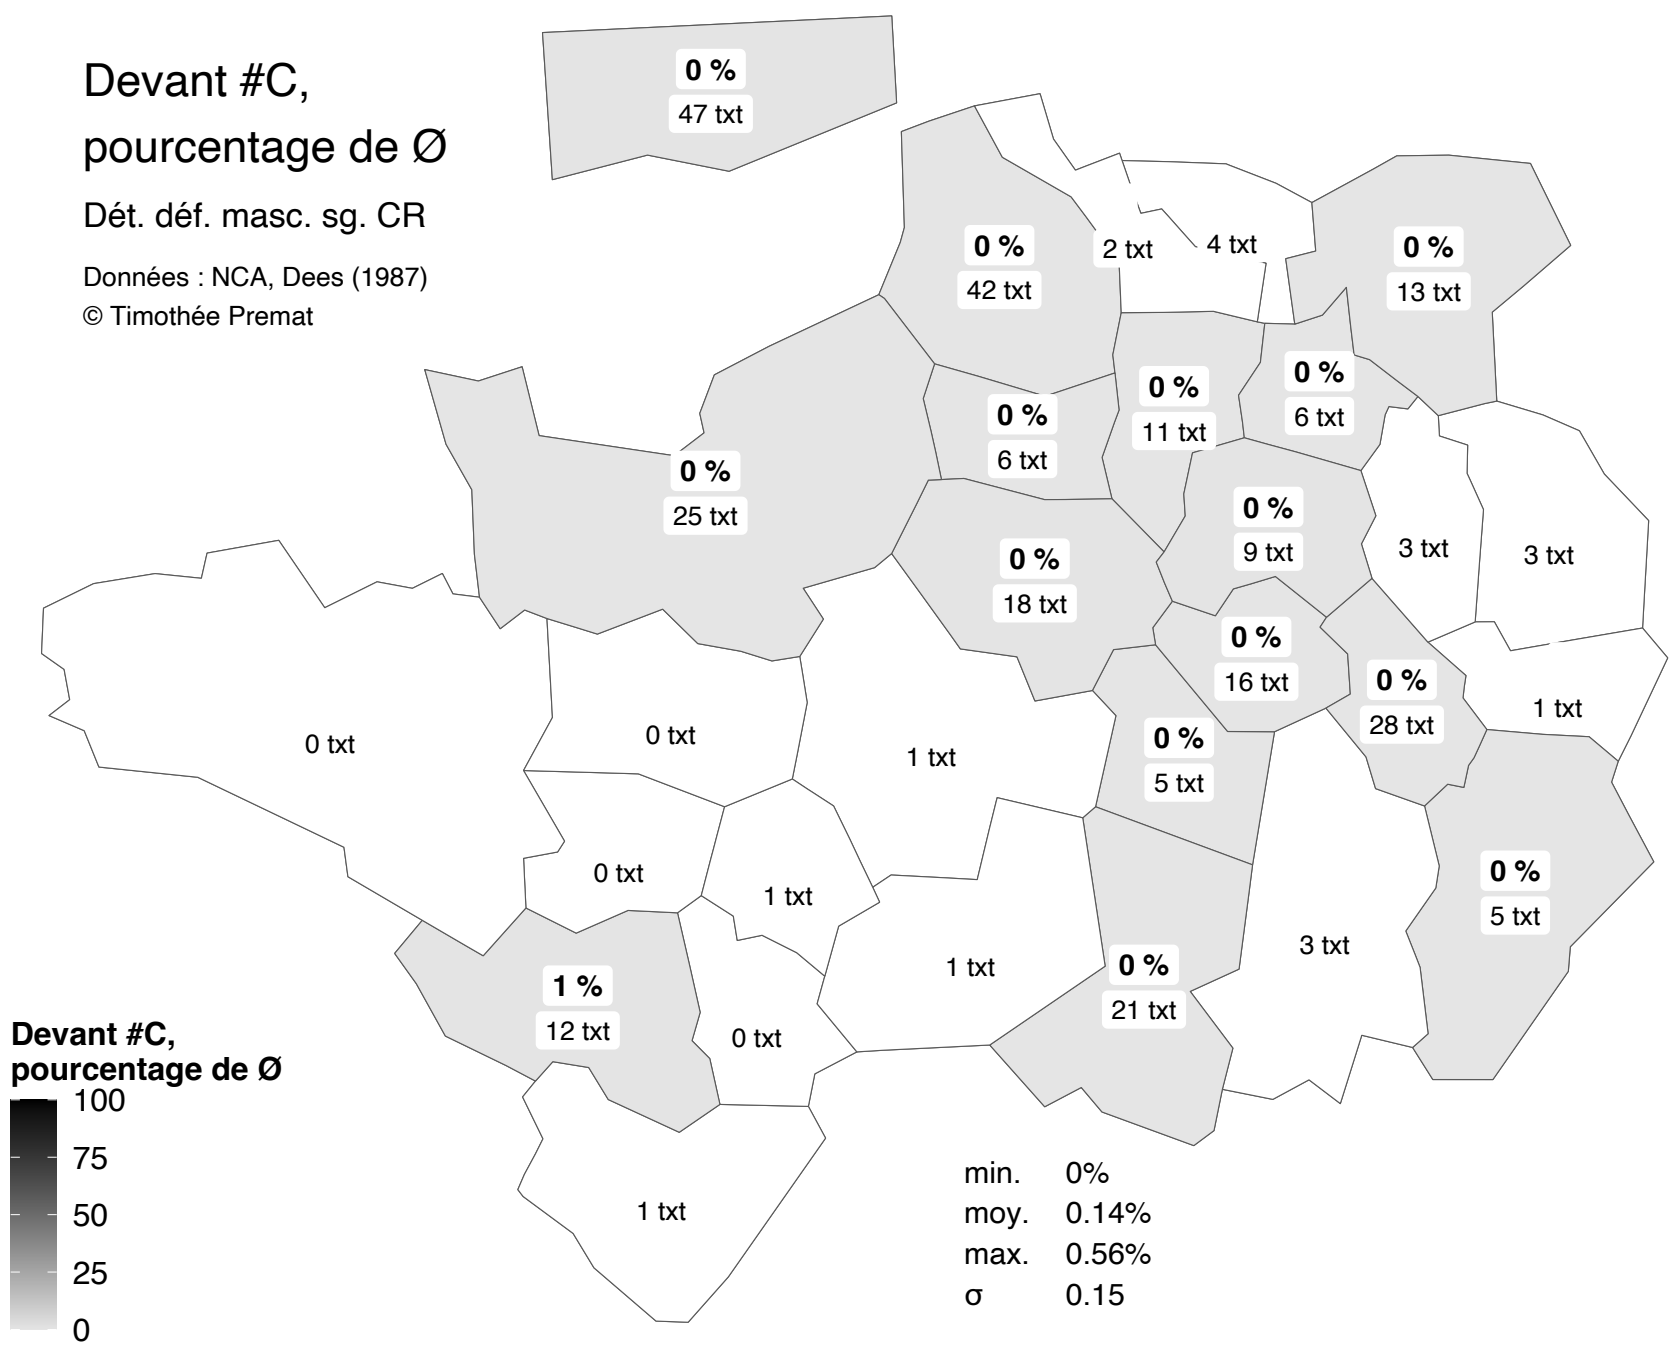 Devant #C,
pourcentage de Ø
Dét. déf. masc. sg. CR
Données : NCA, Dees (1987)
© Timothée Premat
0 %
47 txt
0 %
42 txt
2 txt
4 txt
0 %
13 txt
0 %
25 txt
0 %
6 txt
0 %
11 txt
0 %
6 txt
0 %
18 txt
0 %
9 txt
3 txt
3 txt
0 %
16 txt
0 %
28 txt
1 txt
0 txt
0 txt
1 txt
0 %
5 txt
0 txt
1 txt
0 %
5 txt
1 %
12 txt
0 txt
1 txt
0 %
21 txt
3 txt
1 txt
Devant #C,
pourcentage de Ø
100
75
50
25
0
min. 0%
moy. 0.14%
max. 0.56%
σ 0.15